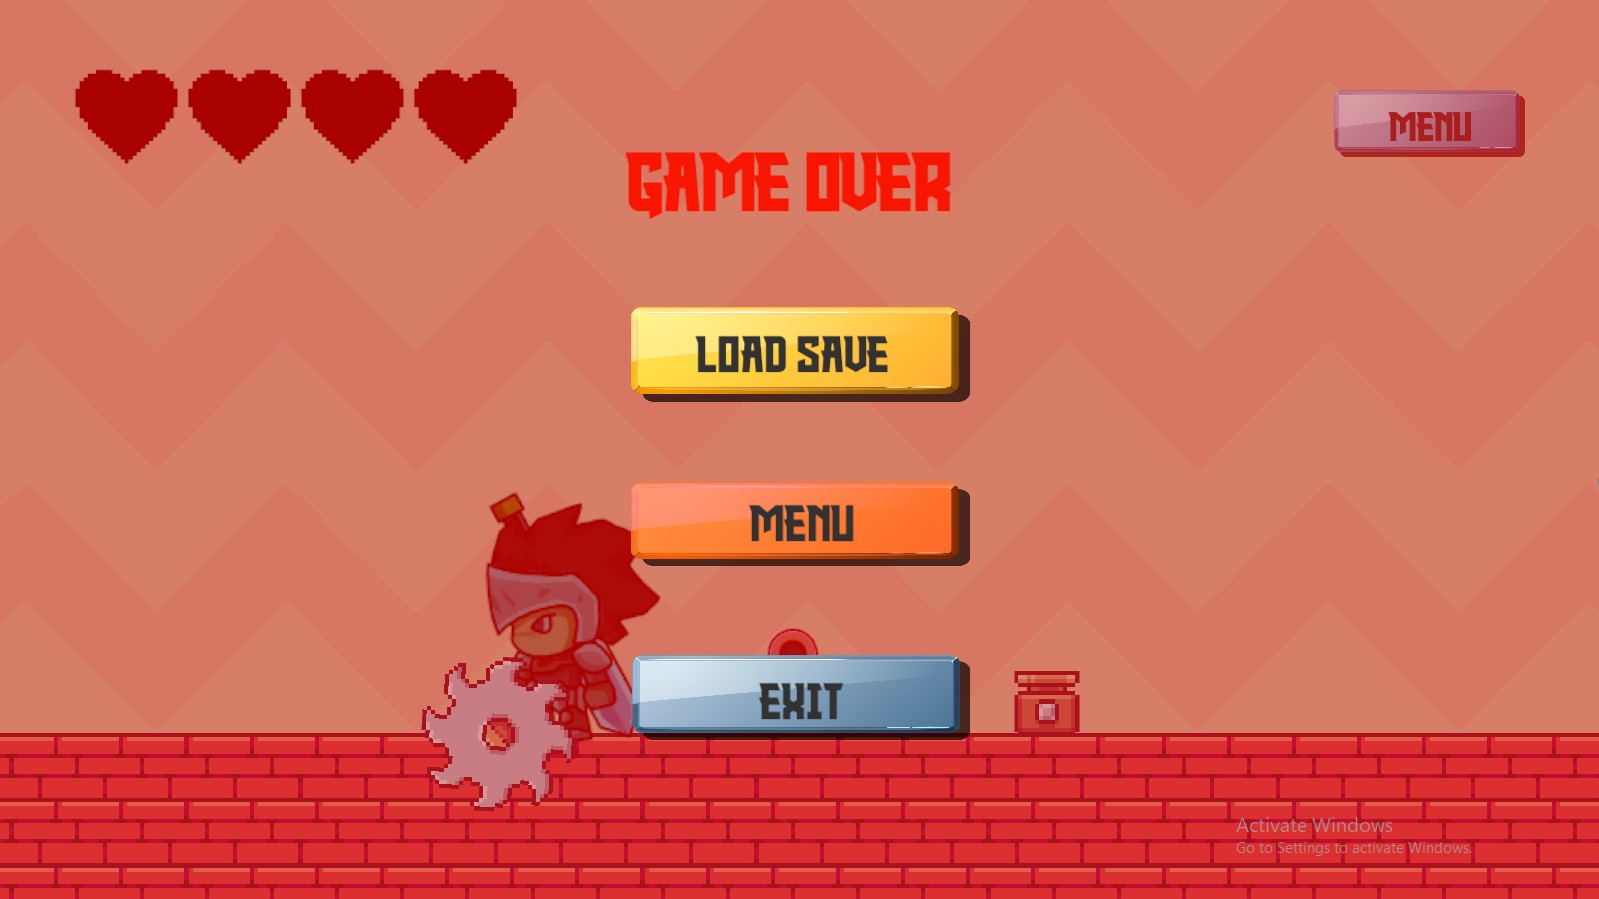 MENU
GAME OVER
LOAD SAVE
MENU
EXIT
Activate Windows
Go to Settings to activate Windows.